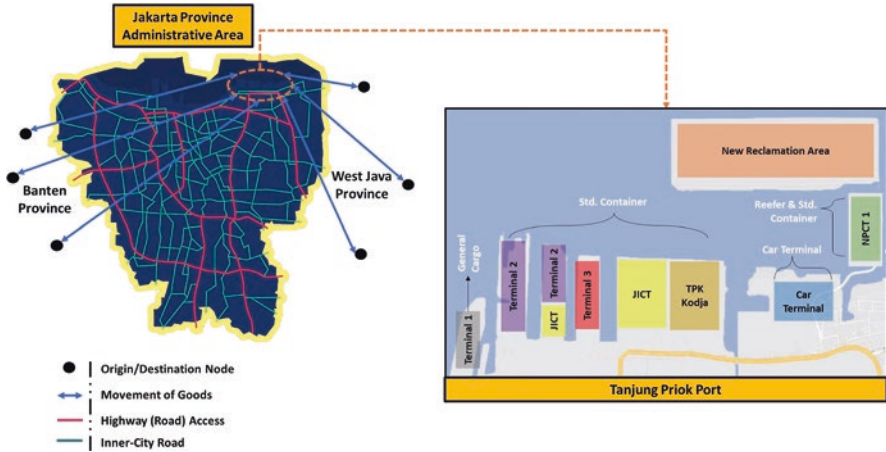 Jakarta Province
Administrative Area
Banten
Province
West Java
Province
Origin/Destination Node
Movement of Goods
Highway (Road) Access
Inner-City Road
New Reclamation Area
Std. Container
Reefer & Std.
Container
NPCT 1
Car Terminal
General
Cargo
Terminal 1
Terminal 2
Terminal 2
JICT
Terminal 3
JICT
TPK
Kodja
Car
Terminal
Tanjung Priok Port